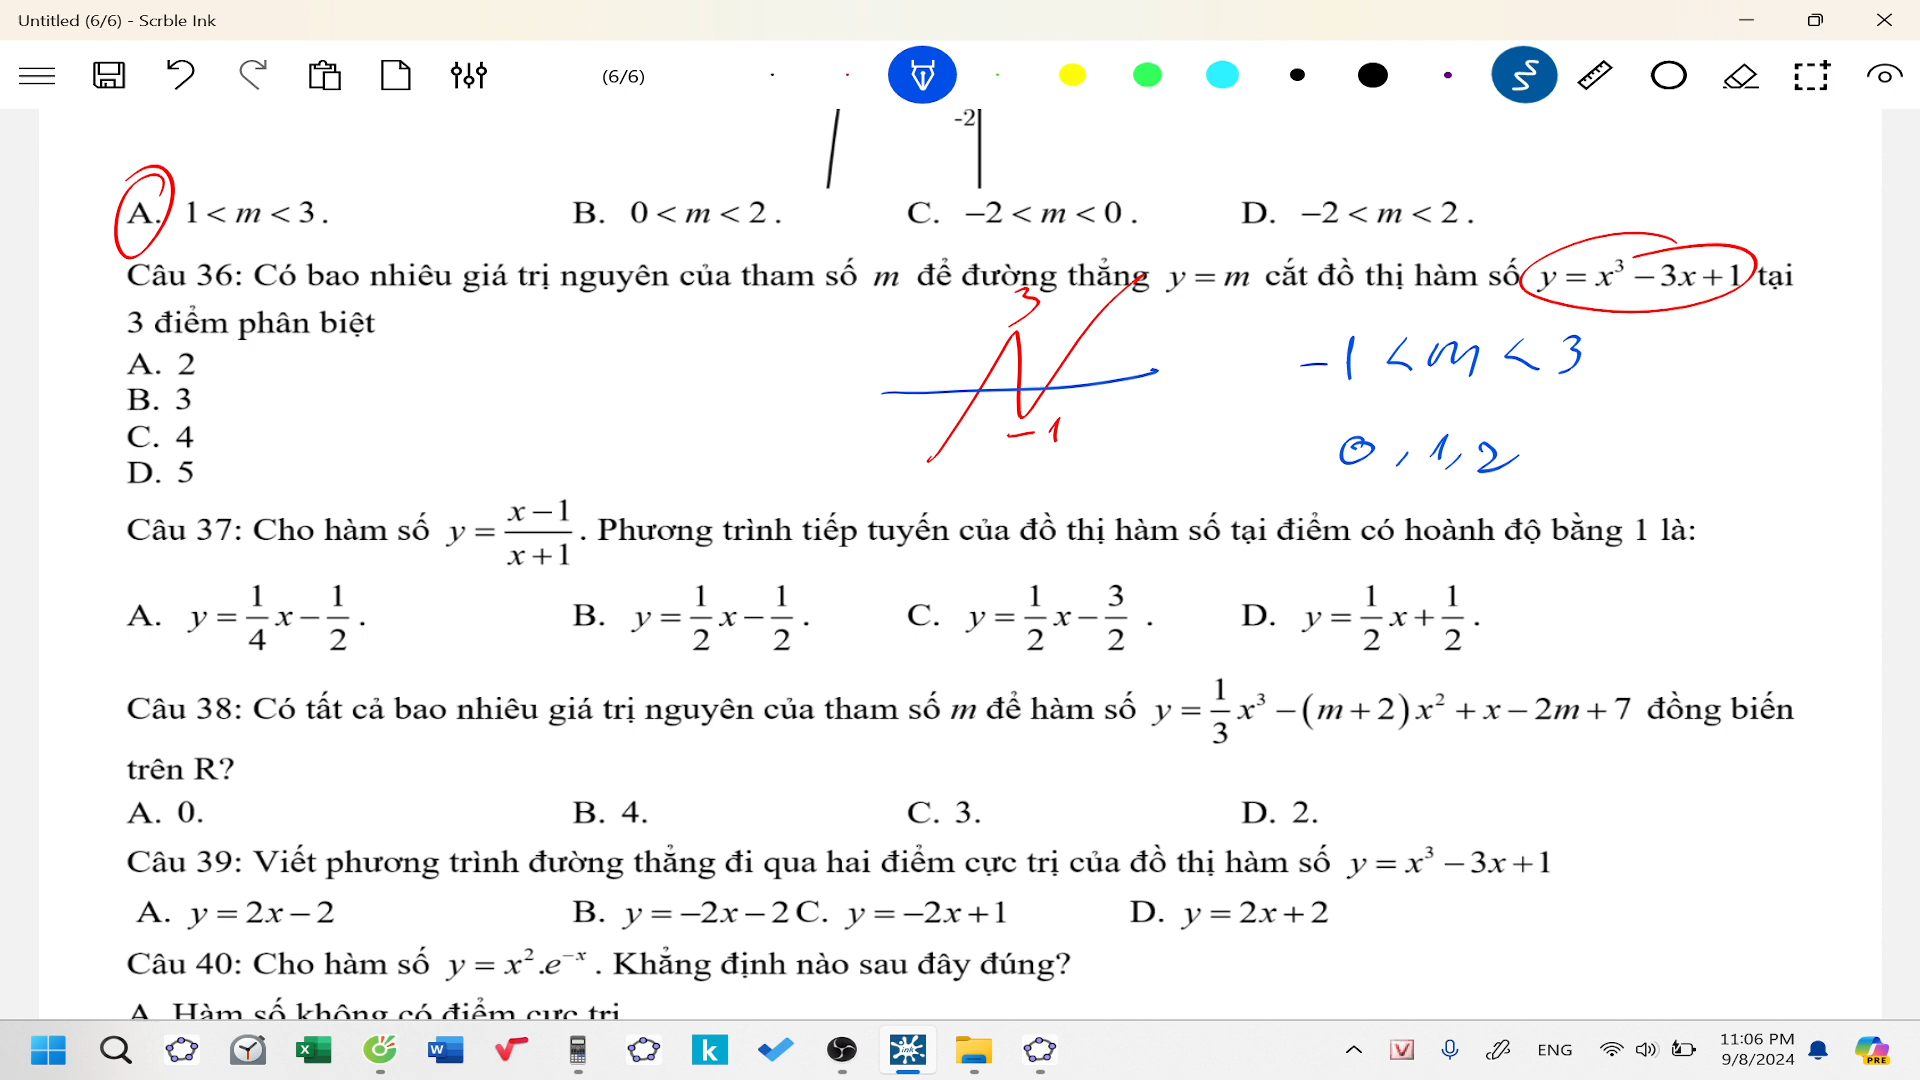 Untitled (6/6) - Scrble Ink
(6/6)
-2
A. 1 < m < 3 . B. 0 < m < 2 . C. −2 < m < 0 . D. −2 < m < 2 .
Câu 36: Có bao nhiêu giá trị nguyên của tham số m để đường thẳng y = m cắt đồ thị hàm số y = x³ − 3x + 1 tại
3 điểm phân biệt
3
-1 < m < 3
A. 2
B. 3
-1
C. 4
0, 1, 2
D. 5
Câu 37: Cho hàm số y = (x − 1)/(x + 1) . Phương trình tiếp tuyến của đồ thị hàm số tại điểm có hoành độ bằng 1 là:
A. y = 1/4 x − 1/2 . B. y = 1/2 x − 1/2 . C. y = 1/2 x − 3/2 . D. y = 1/2 x + 1/2 .
Câu 38: Có tất cả bao nhiêu giá trị nguyên của tham số m để hàm số y = 1/3 x³ − (m + 2)x² + x − 2m + 7 đồng biến
trên R?
A. 0. B. 4. C. 3. D. 2.
Câu 39: Viết phương trình đường thẳng đi qua hai điểm cực trị của đồ thị hàm số y = x³ − 3x + 1
A. y = 2x − 2 B. y = −2x − 2 C. y = −2x + 1 D. y = 2x + 2
Câu 40: Cho hàm số y = x².e⁻ˣ . Khẳng định nào sau đây đúng?
A. Hàm số không có điểm cực trị.
ENG
11:06 PM
9/8/2024